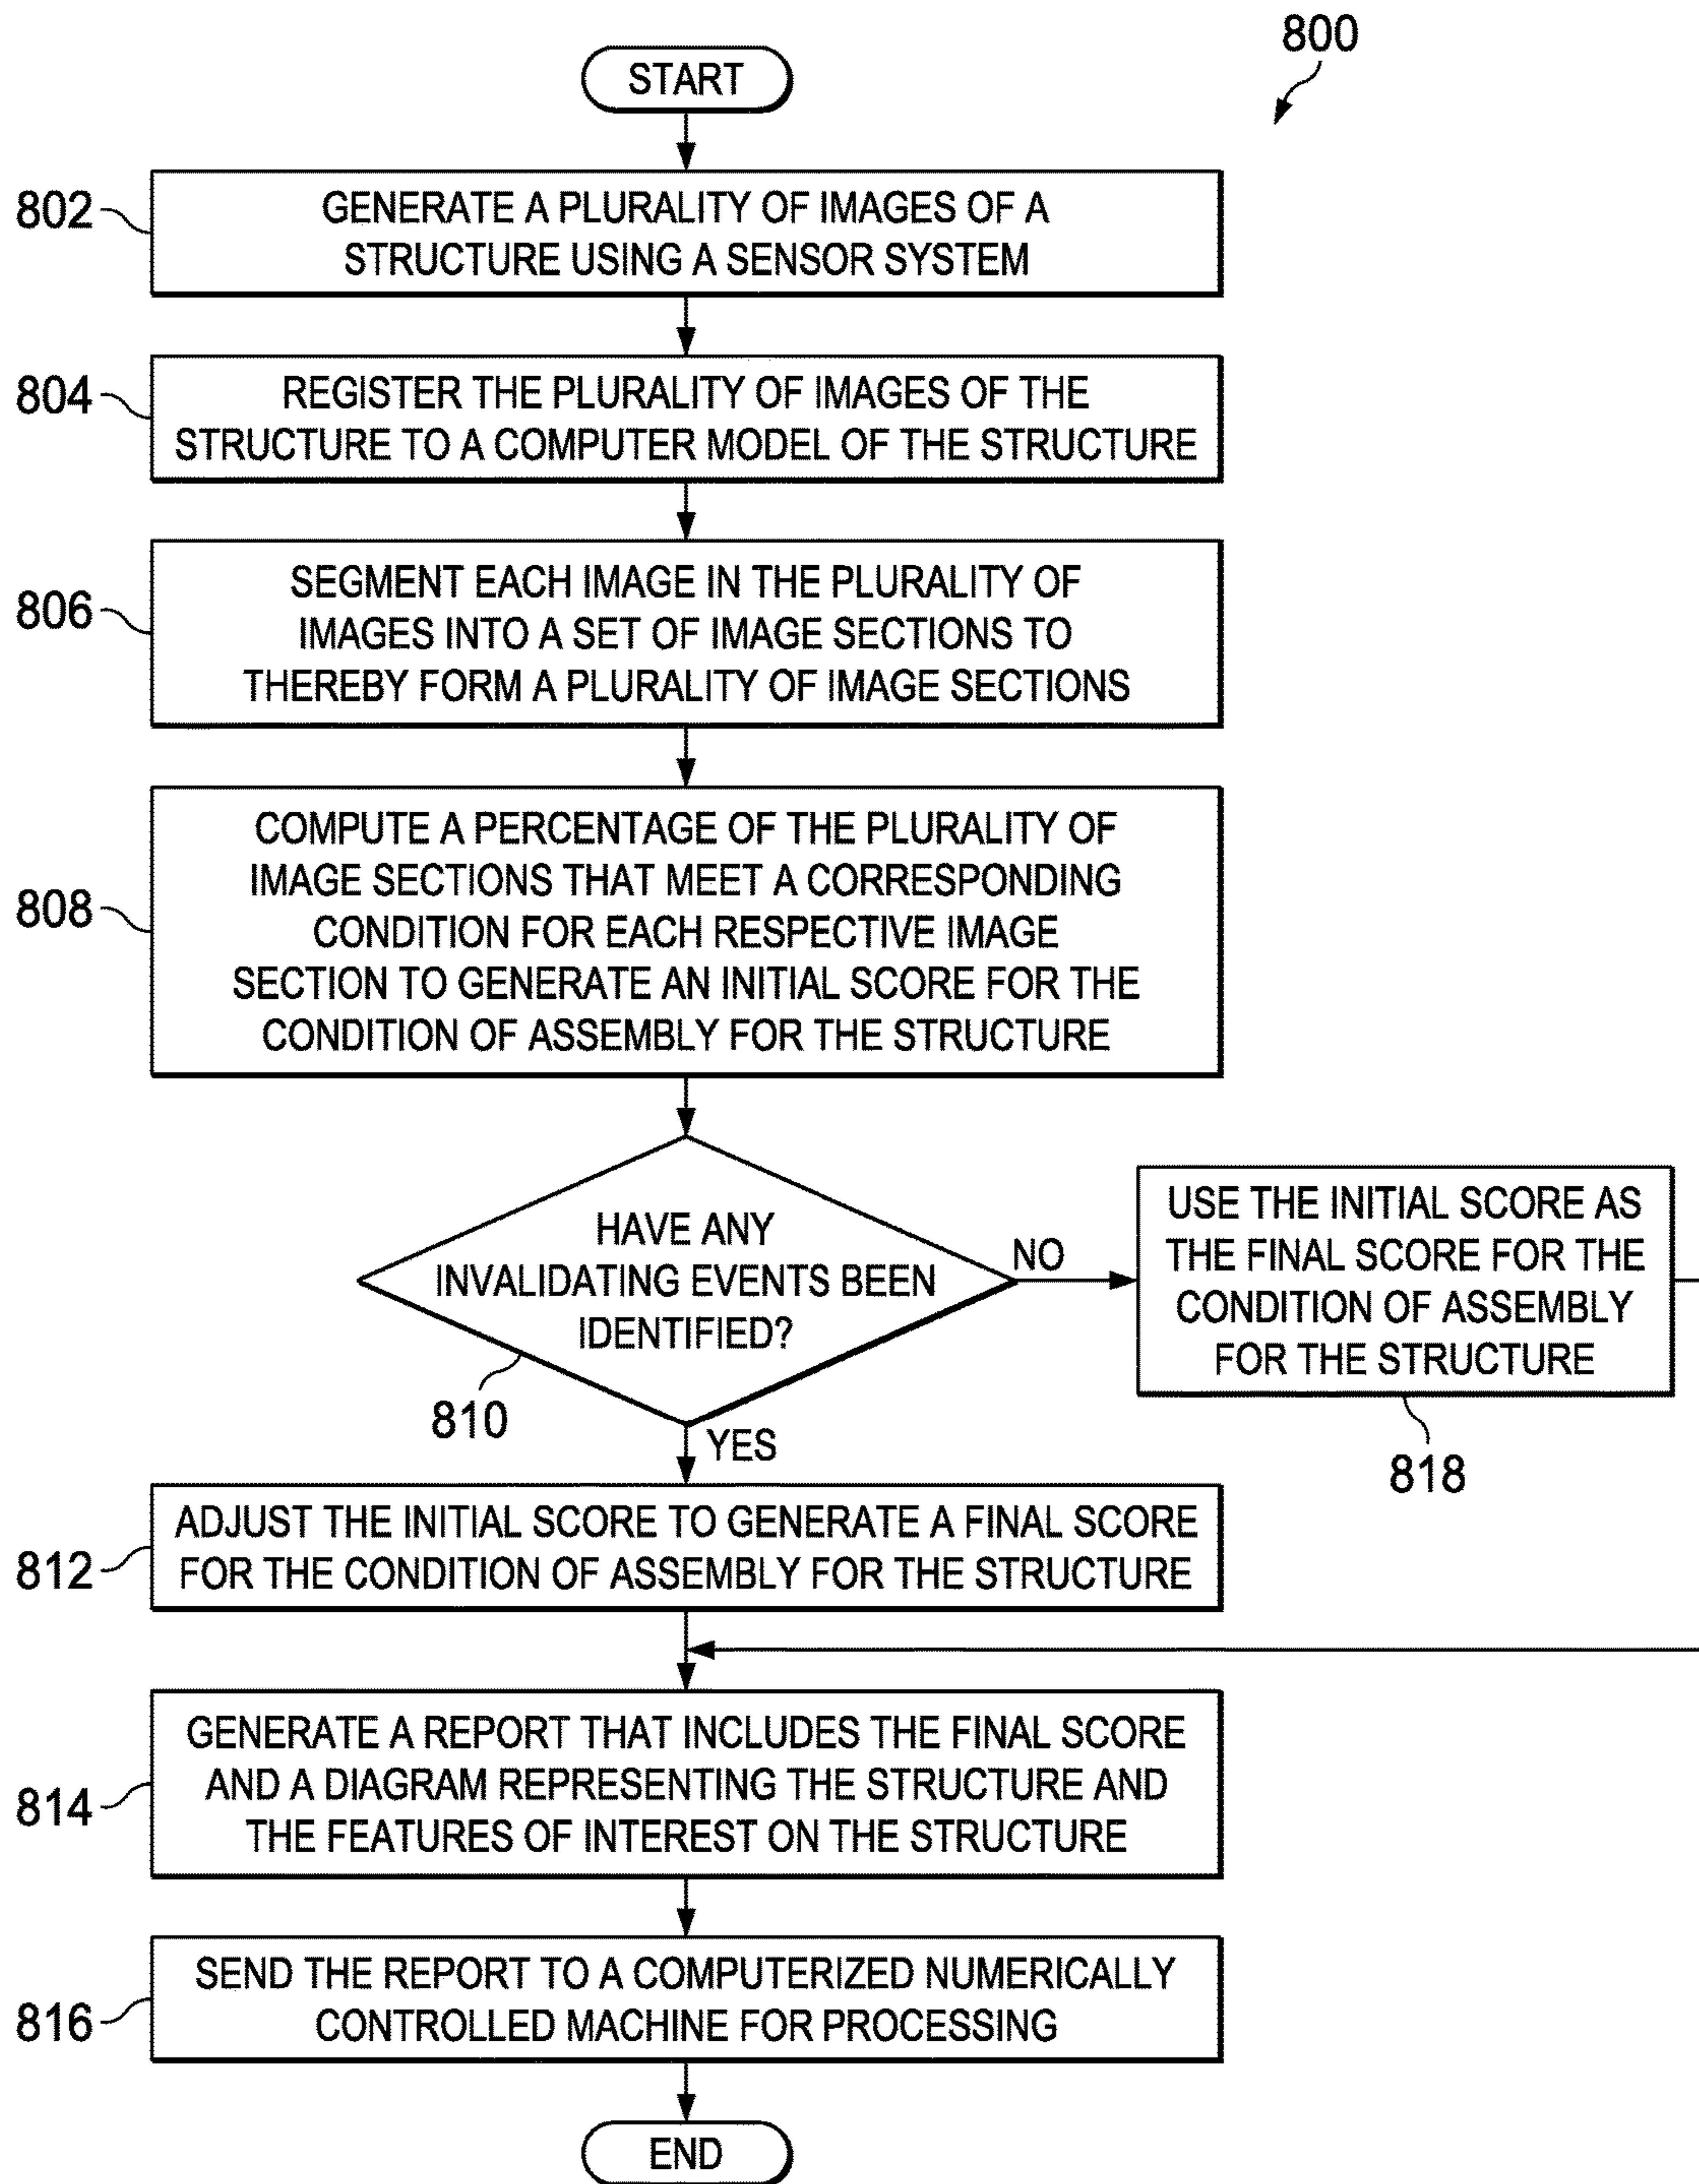 800
START
802
GENERATE A PLURALITY OF IMAGES OF A
STRUCTURE USING A SENSOR SYSTEM
804
REGISTER THE PLURALITY OF IMAGES OF THE
STRUCTURE TO A COMPUTER MODEL OF THE STRUCTURE
806
SEGMENT EACH IMAGE IN THE PLURALITY OF
IMAGES INTO A SET OF IMAGE SECTIONS TO
THEREBY FORM A PLURALITY OF IMAGE SECTIONS
808
COMPUTE A PERCENTAGE OF THE PLURALITY OF
IMAGE SECTIONS THAT MEET A CORRESPONDING
CONDITION FOR EACH RESPECTIVE IMAGE
SECTION TO GENERATE AN INITIAL SCORE FOR THE
CONDITION OF ASSEMBLY FOR THE STRUCTURE
HAVE ANY
INVALIDATING EVENTS BEEN
IDENTIFIED?
810
NO
USE THE INITIAL SCORE AS
THE FINAL SCORE FOR THE
CONDITION OF ASSEMBLY
FOR THE STRUCTURE
818
YES
812
ADJUST THE INITIAL SCORE TO GENERATE A FINAL SCORE
FOR THE CONDITION OF ASSEMBLY FOR THE STRUCTURE
814
GENERATE A REPORT THAT INCLUDES THE FINAL SCORE
AND A DIAGRAM REPRESENTING THE STRUCTURE AND
THE FEATURES OF INTEREST ON THE STRUCTURE
816
SEND THE REPORT TO A COMPUTERIZED NUMERICALLY
CONTROLLED MACHINE FOR PROCESSING
END